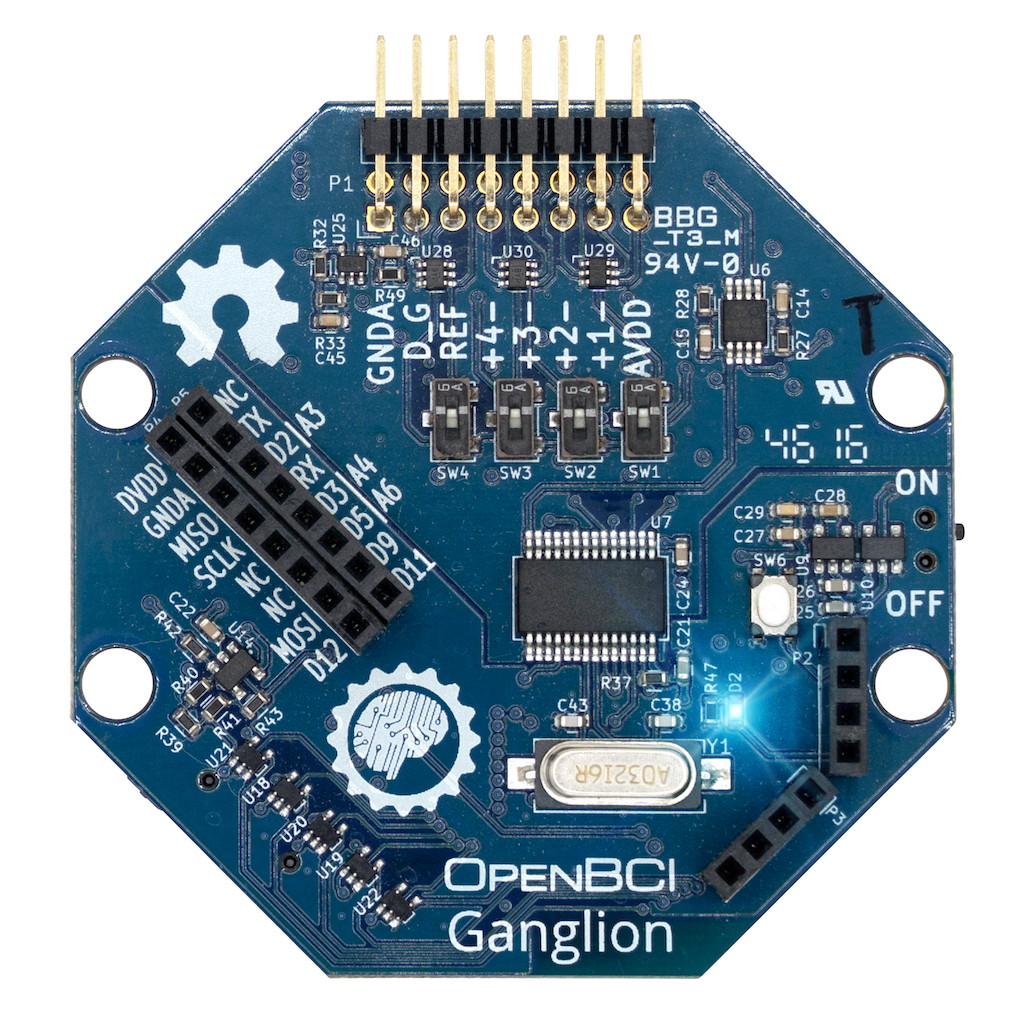 P1
BBG
_T3_M
94V-0
R32
U25
C46
U28
U30
U29
U6
R49
R28
C14
C15
R27
R33
C45
GNDA
D_G
REF
+4-
+3-
+2-
+1-
AVDD
T
SW4
SW3
SW2
SW1
4616
P5
NC
TX
D2
A3
RX
D3
A4
D5
A6
D9
D11
DVDD
GNDA
MISO
SCLK
NC
NC
MOSI
D12
ON
OFF
U7
C29
C28
C27
SW6
U9
U10
C24
C21
R37
R47
D2
P2
C43
C38
Y1
AD32I6R
P3
C22
R42
R40
R39
R41
R43
U21
U18
U20
U19
U22
OPENBCI
Ganglion